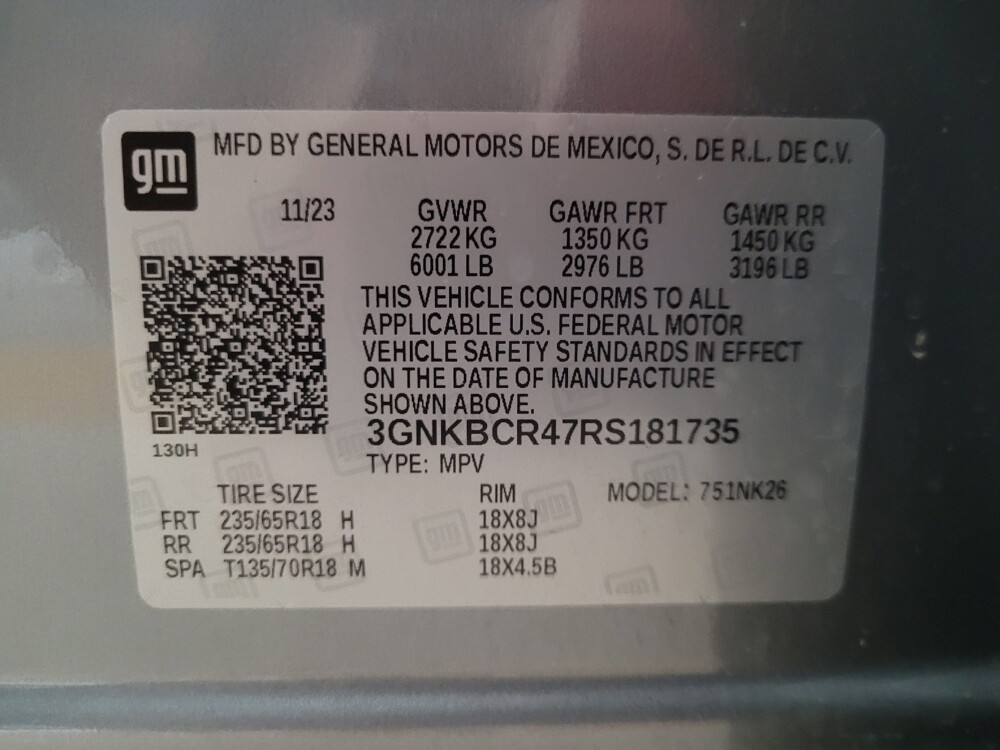 gm
MFD BY GENERAL MOTORS DE MEXICO, S. DE R.L. DE C.V.
11/23 GVWR GAWR FRT GAWR RR
2722 KG 1350 KG 1450 KG
6001 LB 2976 LB 3196 LB
THIS VEHICLE CONFORMS TO ALL
APPLICABLE U.S. FEDERAL MOTOR
VEHICLE SAFETY STANDARDS IN EFFECT
ON THE DATE OF MANUFACTURE
SHOWN ABOVE.
3GNKBCR47RS181735
130H
TYPE: MPV
TIRE SIZE RIM MODEL: 751NK26
FRT 235/65R18 H 18X8J
RR 235/65R18 H 18X8J
SPA T135/70R18 M 18X4.5B